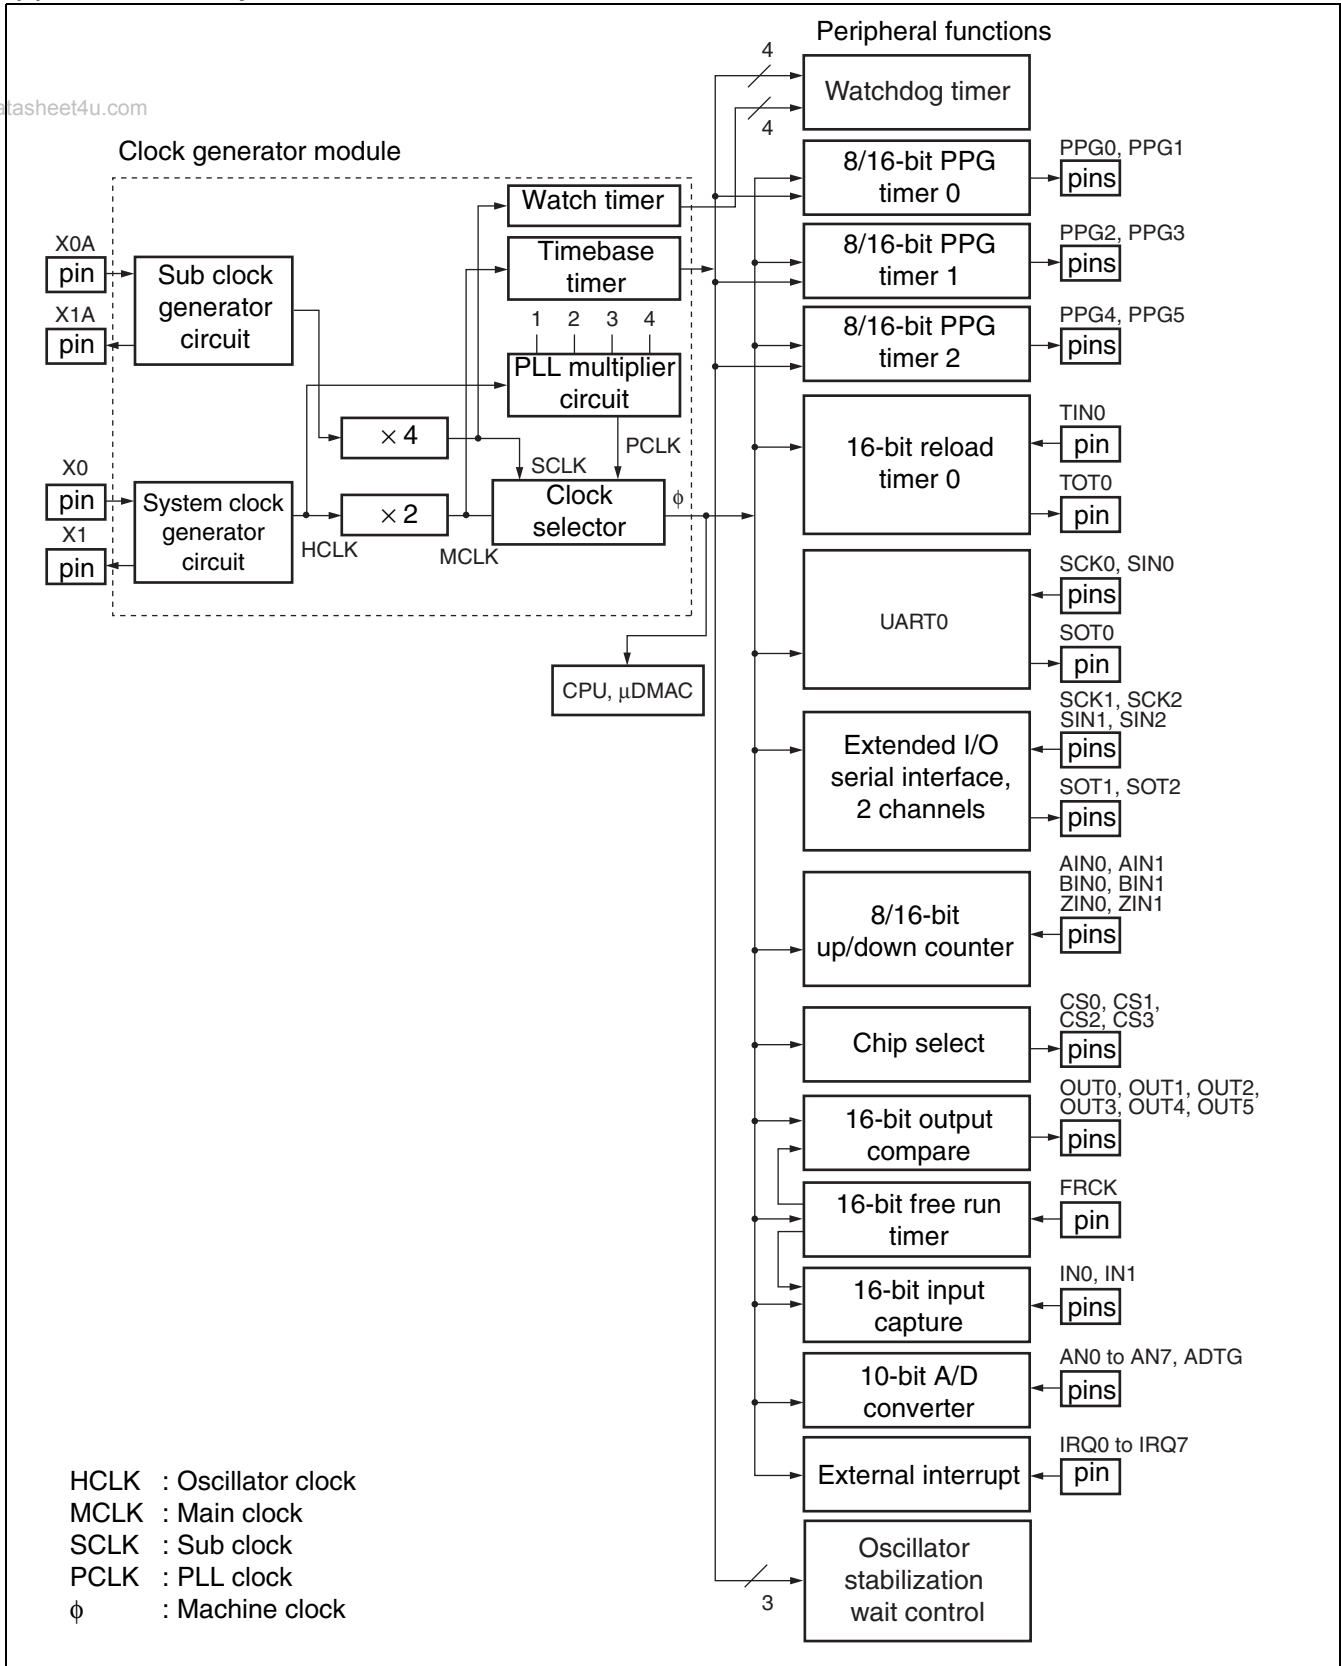 Peripheral functions
4
Watchdog timer
4
atasheet4u.com
Clock generator module
8/16-bit PPG
timer 0
PPG0, PPG1
pins
Watch timer
8/16-bit PPG
timer 1
PPG2, PPG3
pins
X0A
pin
X1A
pin
Sub clock
generator
circuit
Timebase
timer
1 2 3 4
PLL multiplier
circuit
8/16-bit PPG
timer 2
PPG4, PPG5
pins
× 4
SCLK
PCLK
16-bit reload
timer 0
TIN0
pin
TOT0
pin
X0
pin
X1
pin
System clock
generator
circuit
HCLK
× 2
MCLK
Clock
selector
ϕ
CPU, µDMAC
UART0
SCK0, SIN0
pins
SOT0
pin
Extended I/O
serial interface,
2 channels
SCK1, SCK2
SIN1, SIN2
pins
SOT1, SOT2
pins
8/16-bit
up/down counter
AIN0, AIN1
BIN0, BIN1
ZIN0, ZIN1
pins
Chip select
CS0, CS1,
CS2, CS3
pins
16-bit output
compare
OUT0, OUT1, OUT2,
OUT3, OUT4, OUT5
pins
16-bit free run
timer
FRCK
pin
16-bit input
capture
IN0, IN1
pins
10-bit A/D
converter
AN0 to AN7, ADTG
pins
External interrupt
IRQ0 to IRQ7
pin
3
Oscillator
stabilization
wait control
HCLK : Oscillator clock
MCLK : Main clock
SCLK : Sub clock
PCLK : PLL clock
ϕ : Machine clock